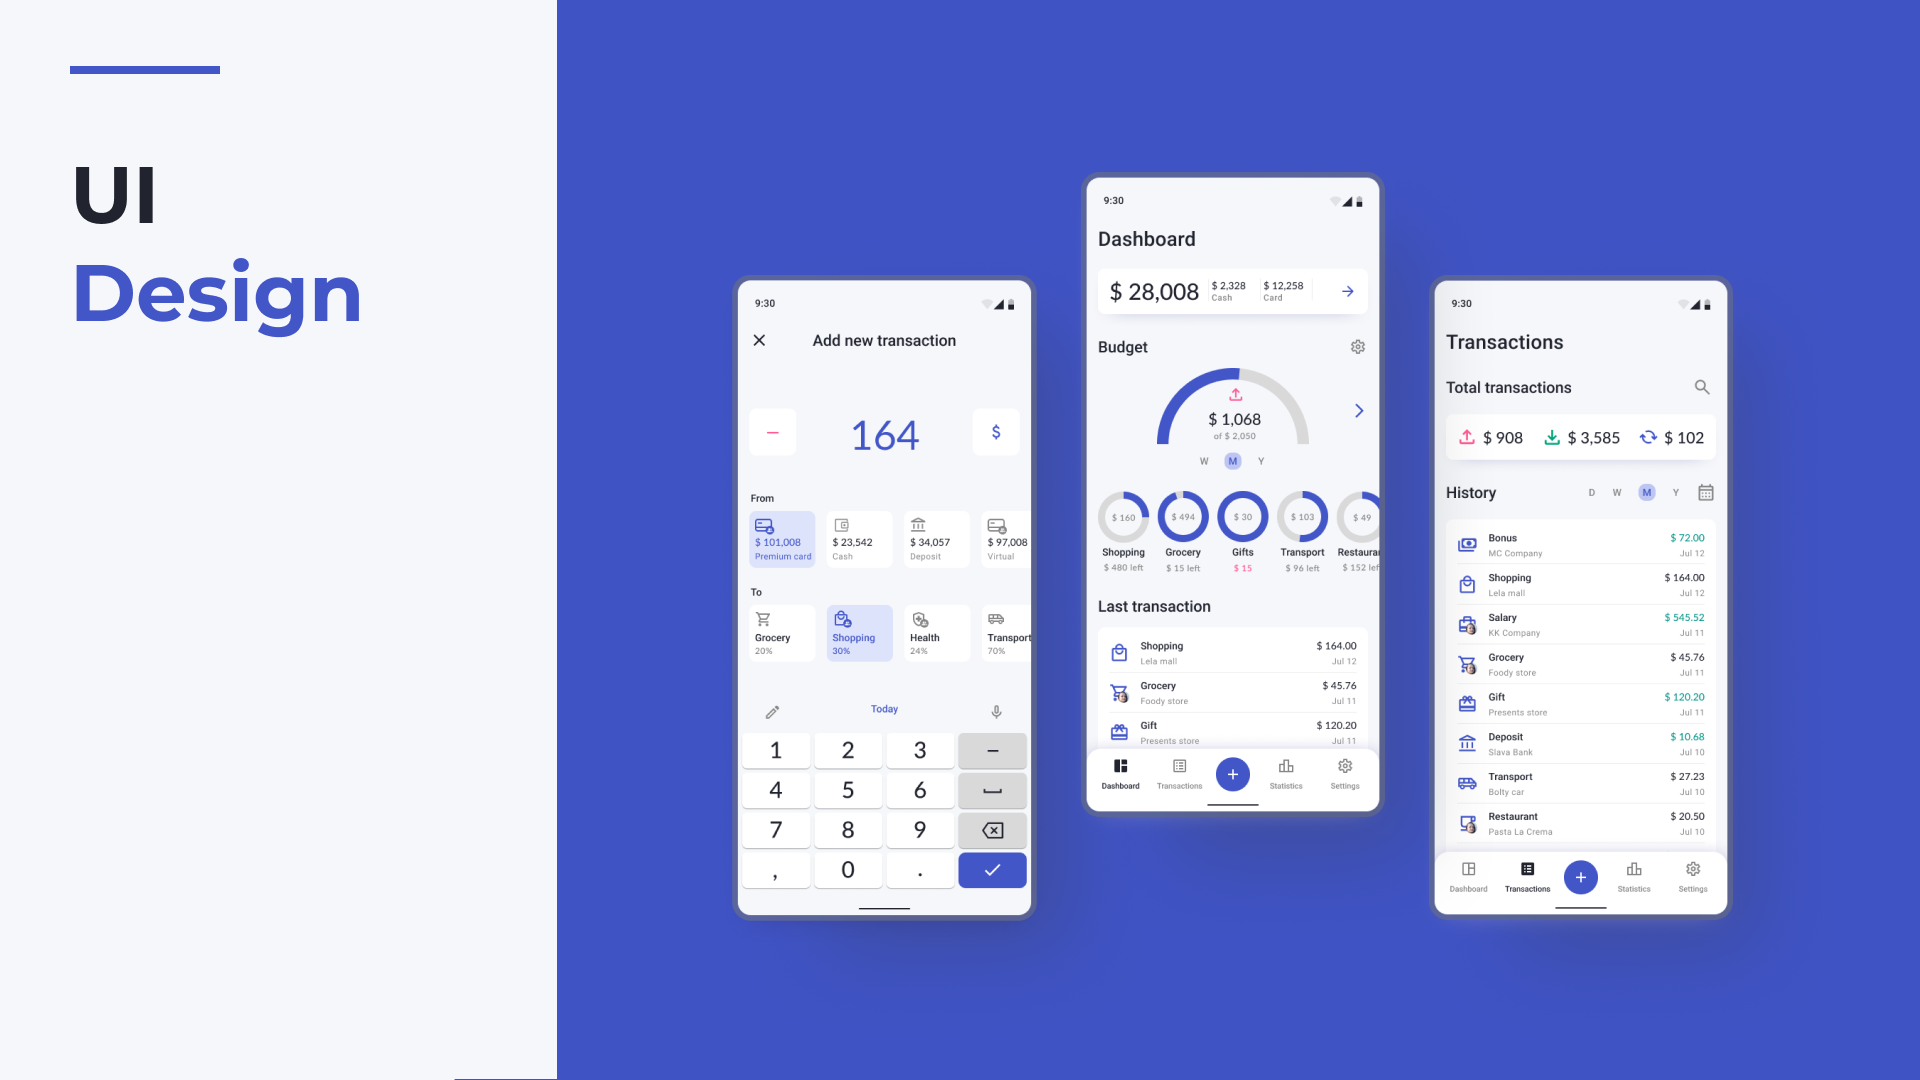 UI
Design
9:30
Add new transaction
164
$
From
$ 101,008
Premium card
$ 23,542
Cash
$ 34,057
Deposit
$ 97,008
Virtual
To
Grocery
20%
Shopping
30%
Health
24%
Transport
70%
Today
1 2 3 –
4 5 6
7 8 9
, 0 .
9:30
Dashboard
$ 28,008
$ 2,328
Cash
$ 12,258
Card
Budget
$ 1,068
of $ 2,050
W M Y
$ 160
Shopping
$ 480 left
$ 494
Grocery
$ 15 left
$ 30
Gifts
$ 15
$ 103
Transport
$ 96 left
$ 49
Restauran
$ 152 lef
Last transaction
Shopping $ 164.00
Lela mall Jul 12
Grocery $ 45.76
Foody store Jul 11
Gift $ 120.20
Presents store Jul 11
Dashboard Transactions + Statistics Settings
9:30
Transactions
Total transactions
$ 908 $ 3,585 $ 102
History D W M Y
Bonus $ 72.00
MC Company Jul 12
Shopping $ 164.00
Lela mall Jul 12
Salary $ 545.52
KK Company Jul 11
Grocery $ 45.76
Foody store Jul 11
Gift $ 120.20
Presents store Jul 11
Deposit $ 10.68
Slava Bank Jul 10
Transport $ 27.23
Bolty car Jul 10
Restaurant $ 20.50
Pasta La Crema Jul 10
Dashboard Transactions + Statistics Settings